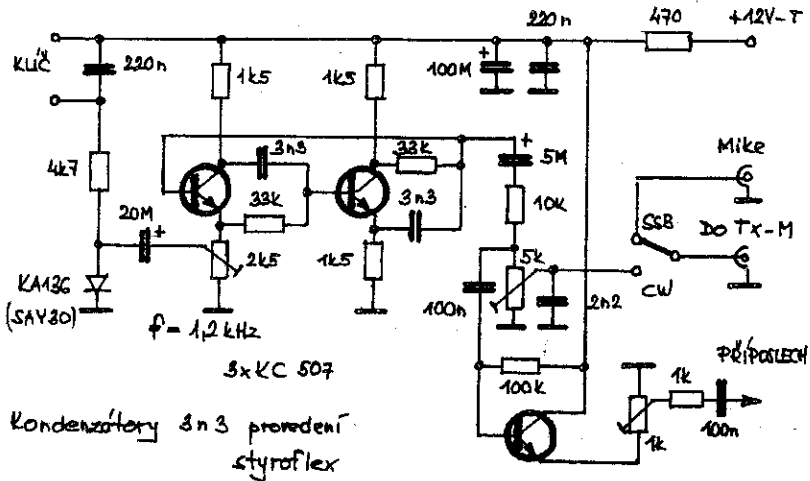 220n
470
+12V-T
KLÍČ
220n
1k5
1k5
100M
+
Mike
4k7
3n3
33k
+
5M
33k
3n3
10k
SSB
DO TX-M
20M
+
2k5
1k5
5k
KA136
(SAY30)
100n
2n2
CW
f = 1,2 kHz
3x KC 507
100k
PŘÍPOSLECH
1k
1k
100n
Kondenzátory 3n3 provedení
styroflex